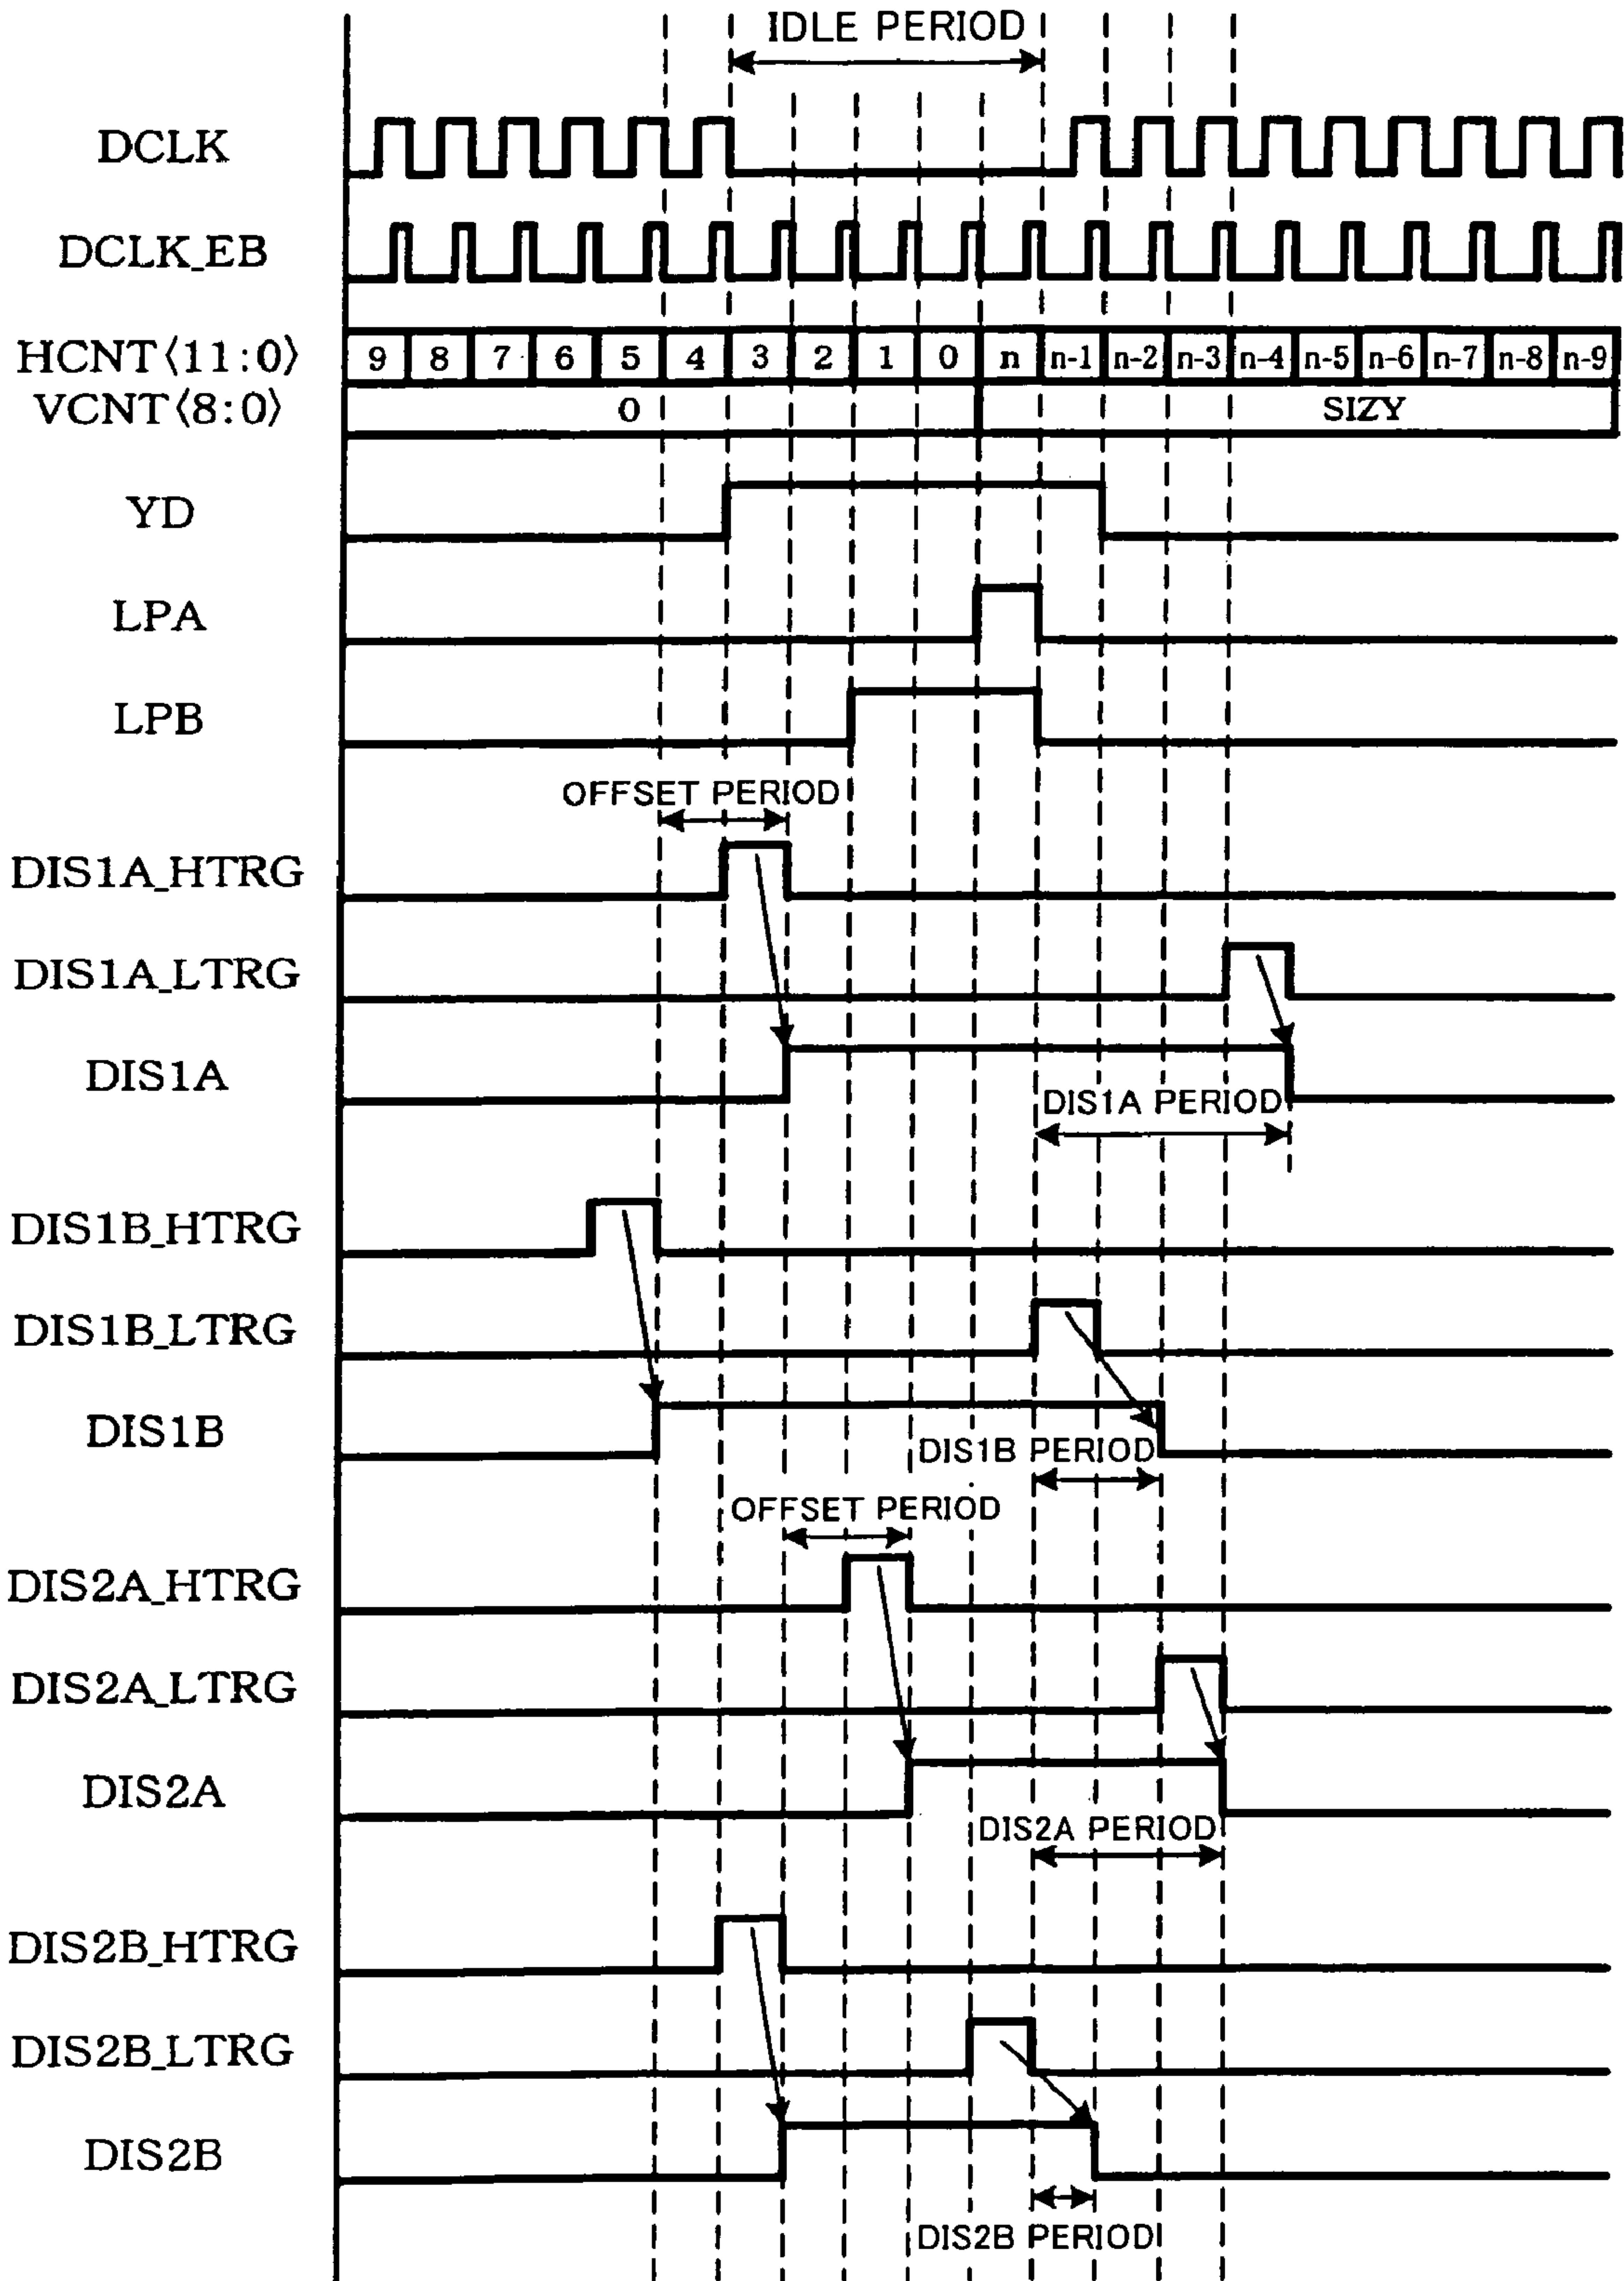 IDLE PERIOD
DCLK
DCLK_EB
HCNT⟨11:0⟩ 9 8 7 6 5 4 3 2 1 0 n n-1 n-2 n-3 n-4 n-5 n-6 n-7 n-8 n-9
VCNT⟨8:0⟩ 0 SIZY
YD
LPA
LPB
OFFSET PERIOD
DIS1A_HTRG
DIS1A_LTRG
DIS1A
DIS1A PERIOD
DIS1B_HTRG
DIS1B_LTRG
DIS1B
DIS1B PERIOD
OFFSET PERIOD
DIS2A_HTRG
DIS2A_LTRG
DIS2A
DIS2A PERIOD
DIS2B_HTRG
DIS2B_LTRG
DIS2B
DIS2B PERIOD